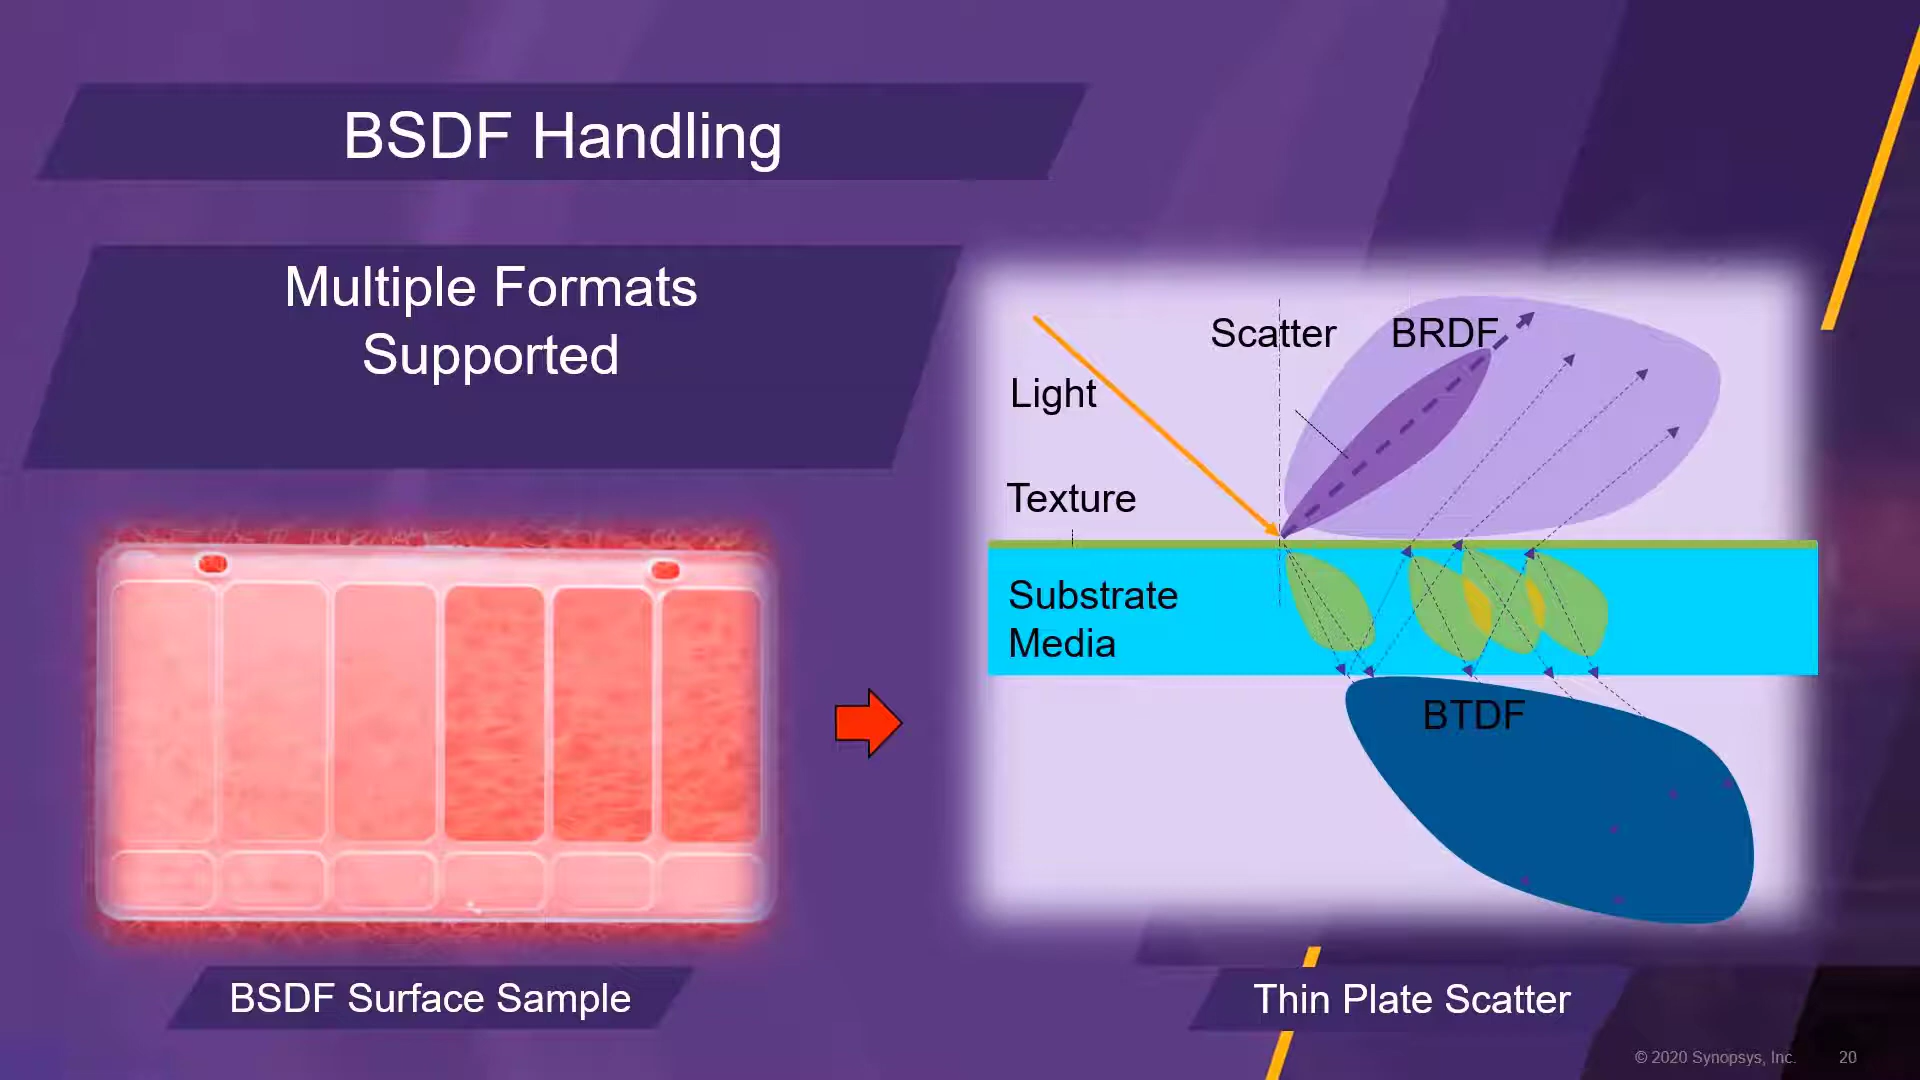 BSDF Handling
Multiple Formats
Supported
Scatter BRDF
Light
Texture
Substrate
Media
BTDF
BSDF Surface Sample
Thin Plate Scatter
© 2020 Synopsys, Inc. 20